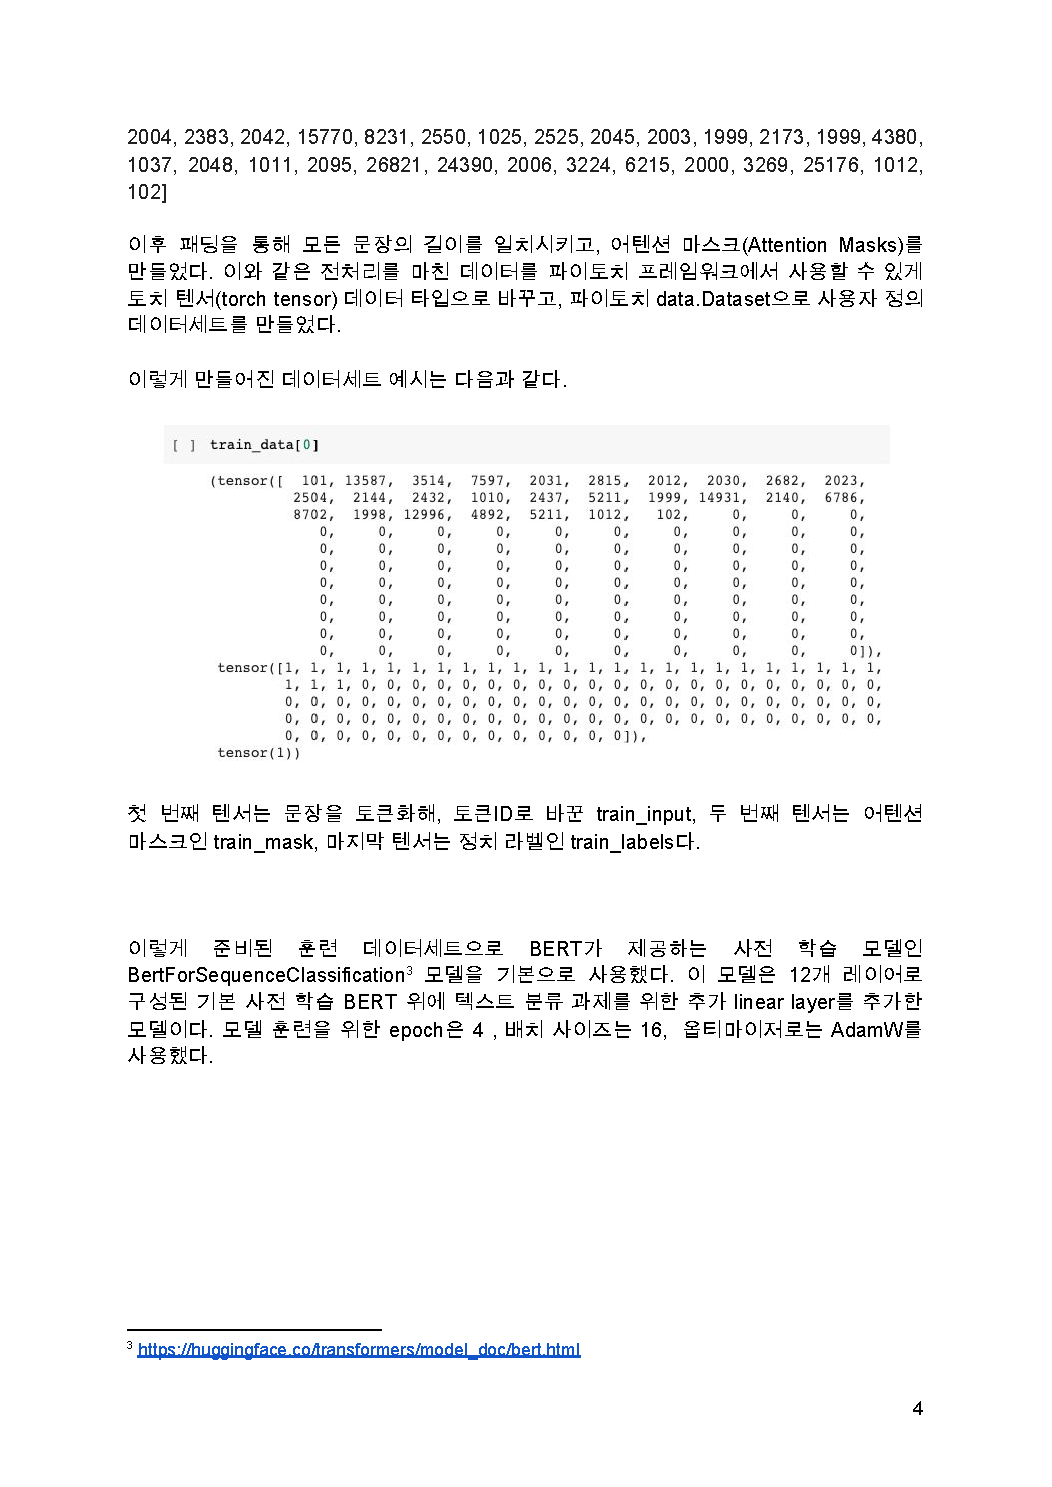 2004, 2383, 2042, 15770, 8231, 2550, 1025, 2525, 2045, 2003, 1999, 2173, 1999, 4380,
1037, 2048, 1011, 2095, 26821, 24390, 2006, 3224, 6215, 2000, 3269, 25176, 1012,
102]
이후 패딩을 통해 모든 문장의 길이를 일치시키고, 어텐션 마스크(Attention Masks)를
만들었다. 이와 같은 전처리를 마친 데이터를 파이토치 프레임워크에서 사용할 수 있게
토치 텐서(torch tensor) 데이터 타입으로 바꾸고, 파이토치 data.Dataset으로 사용자 정의
데이터세트를 만들었다.
이렇게 만들어진 데이터세트 예시는 다음과 같다.
[ ] train_data[0]
(tensor([ 101, 13587, 3514, 7597, 2031, 2815, 2012, 2030, 2682, 2023,
2504, 2144, 2432, 1010, 2437, 5211, 1999, 14931, 2140, 6786,
8702, 1998, 12996, 4892, 5211, 1012, 102, 0, 0, 0,
0, 0, 0, 0, 0, 0, 0, 0, 0, 0,
0, 0, 0, 0, 0, 0, 0, 0, 0, 0,
0, 0, 0, 0, 0, 0, 0, 0, 0, 0,
0, 0, 0, 0, 0, 0, 0, 0, 0, 0,
0, 0, 0, 0, 0, 0, 0, 0, 0, 0,
0, 0, 0, 0, 0, 0, 0, 0, 0, 0,
0, 0, 0, 0, 0, 0, 0, 0, 0, 0,
0, 0, 0, 0, 0, 0, 0, 0, 0, 0]),
tensor([1, 1, 1, 1, 1, 1, 1, 1, 1, 1, 1, 1, 1, 1, 1, 1, 1, 1, 1, 1, 1, 1, 1, 1,
1, 1, 1, 0, 0, 0, 0, 0, 0, 0, 0, 0, 0, 0, 0, 0, 0, 0, 0, 0, 0, 0, 0, 0,
0, 0, 0, 0, 0, 0, 0, 0, 0, 0, 0, 0, 0, 0, 0, 0, 0, 0, 0, 0, 0, 0, 0, 0,
0, 0, 0, 0, 0, 0, 0, 0, 0, 0, 0, 0, 0, 0, 0, 0, 0, 0, 0, 0, 0, 0, 0, 0,
0, 0, 0, 0, 0, 0, 0, 0, 0, 0, 0, 0, 0, 0]),
tensor(1))
첫 번째 텐서는 문장을 토큰화해, 토큰ID로 바꾼 train_input, 두 번째 텐서는 어텐션
마스크인 train_mask, 마지막 텐서는 정치 라벨인 train_labels다.
이렇게 준비된 훈련 데이터세트으로 BERT가 제공하는 사전 학습 모델인
BertForSequenceClassification3 모델을 기본으로 사용했다. 이 모델은 12개 레이어로
구성된 기본 사전 학습 BERT 위에 텍스트 분류 과제를 위한 추가 linear layer를 추가한
모델이다. 모델 훈련을 위한 epoch은 4 , 배치 사이즈는 16, 옵티마이저로는 AdamW를
사용했다.
3 https://huggingface.co/transformers/model_doc/bert.html
4